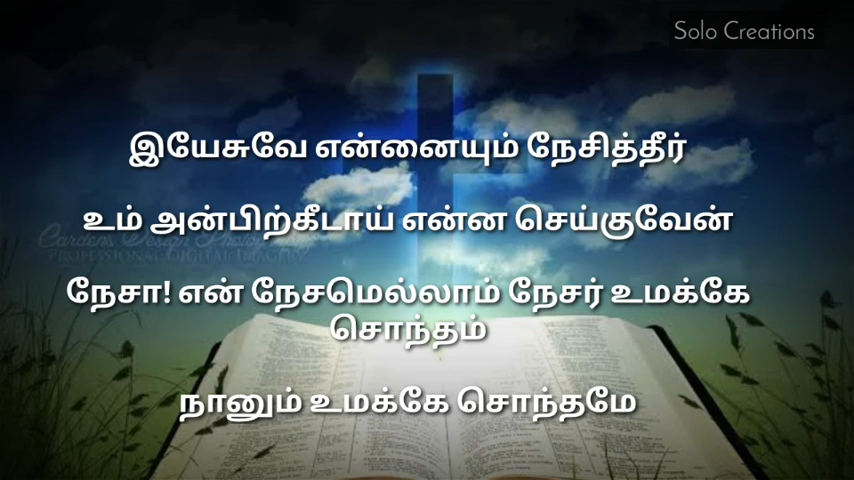 Solo Creations
இயேசுவே என்னையும் நேசித்தீர்
உம் அன்பிற்கீடாய் என்ன செய்குவேன்
நேசா! என் நேசமெல்லாம் நேசர் உமக்கே
சொந்தம்
நானும் உமக்கே சொந்தமே